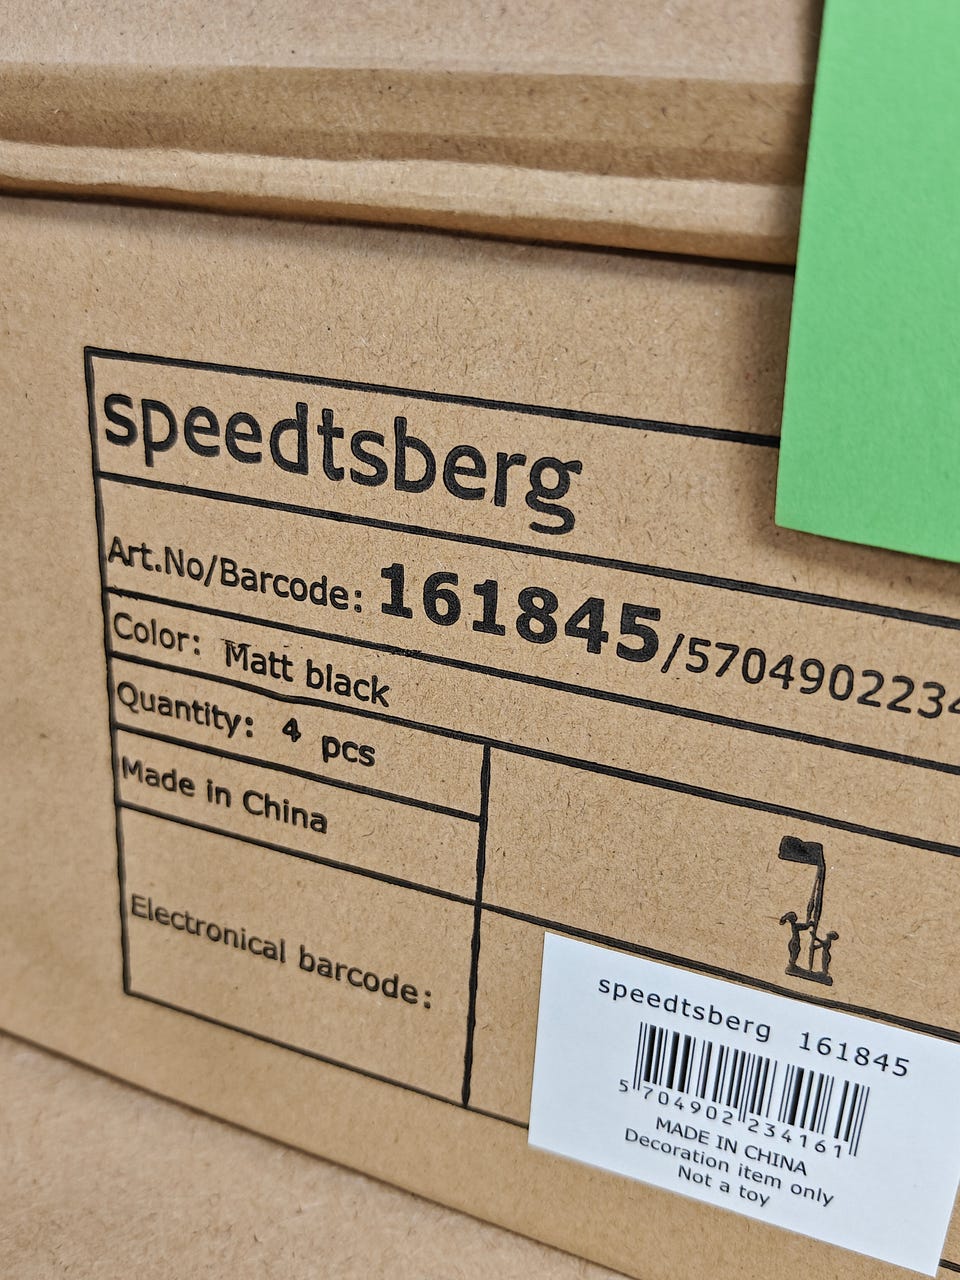 speedtsberg
Art.No/Barcode: 161845/5704902234
Color: Matt black
Quantity: 4 pcs
Made in China
Electronical barcode:
speedtsberg 161845
5 704902 234161
MADE IN CHINA
Decoration item only
Not a toy